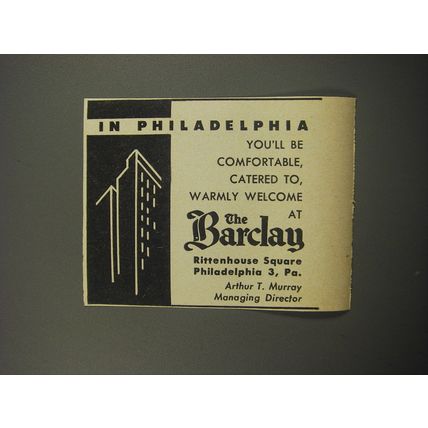 IN PHILADELPHIA
YOU'LL BE
COMFORTABLE,
CATERED TO,
WARMLY WELCOME
AT
The
Barclay
Rittenhouse Square
Philadelphia 3, Pa.
Arthur T. Murray
Managing Director